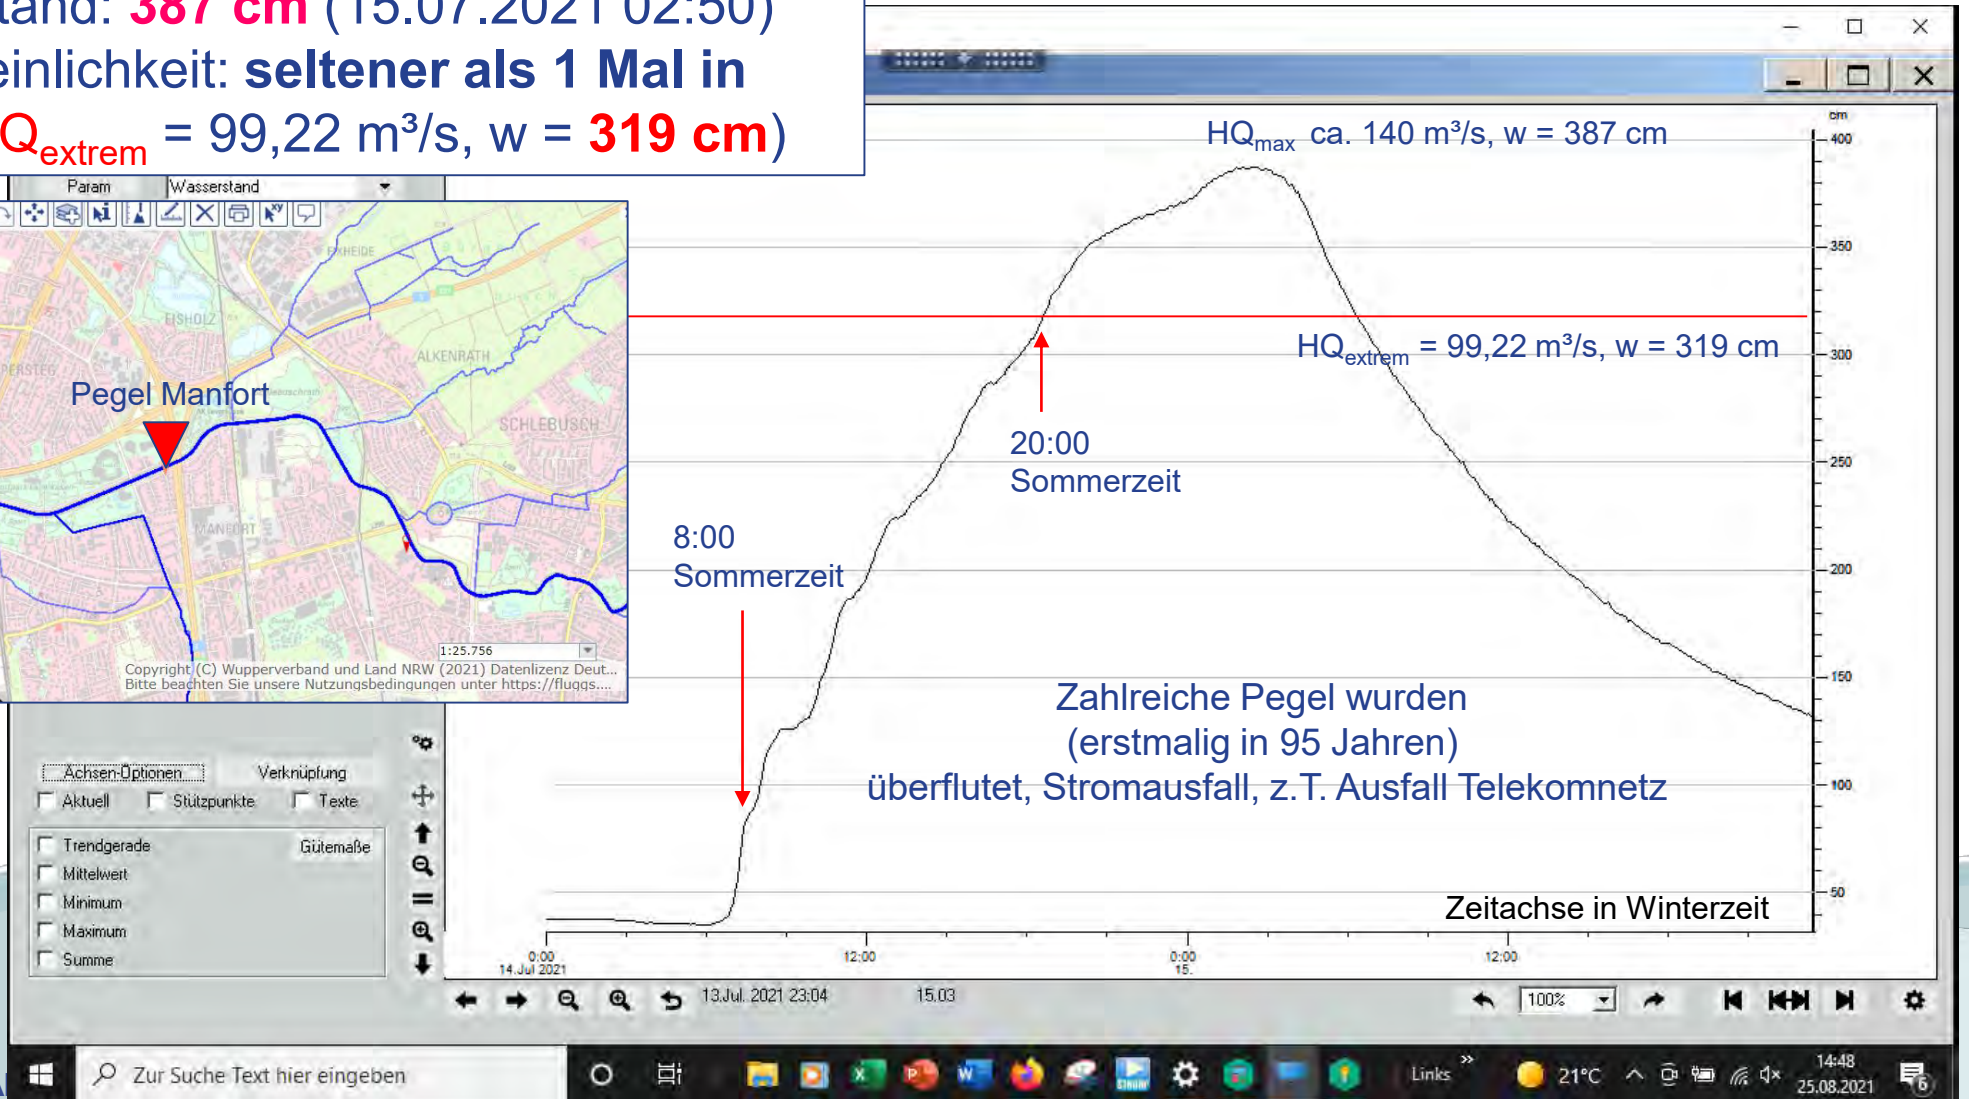 tand: 387 cm (15.07.2021 02:50)
einlichkeit: seltener als 1 Mal in
Qextrem = 99,22 m³/s, w = 319 cm)
Param Wasserstand
FIXHEIDE
EISHOLZ
ALKENRATH
PERSTEG
Pegel Manfort
SCHLEBUSCH
MANFORT
1:25.756
Copyright (C) Wupperverband und Land NRW (2021) Datenlizenz Deut...
Bitte beachten Sie unsere Nutzungsbedingungen unter https://fluggs....
HQmax ca. 140 m³/s, w = 387 cm
cm
400
350
HQextrem = 99,22 m³/s, w = 319 cm
300
20:00
Sommerzeit
250
8:00
Sommerzeit
200
Zahlreiche Pegel wurden
(erstmalig in 95 Jahren)
überflutet, Stromausfall, z.T. Ausfall Telekomnetz
150
100
50
Zeitachse in Winterzeit
0:00 12:00 0:00 12:00
14.Jul 2021 15.
Achsen-Optionen Verknüpfung
Aktuell Stützpunkte Texte
Trendgerade Gütemaße
Mittelwert
Minimum
Maximum
Summe
13.Jul. 2021 23:04 15.03
100%
Zur Suche Text hier eingeben
Links
21°C
14:48
25.08.2021
6